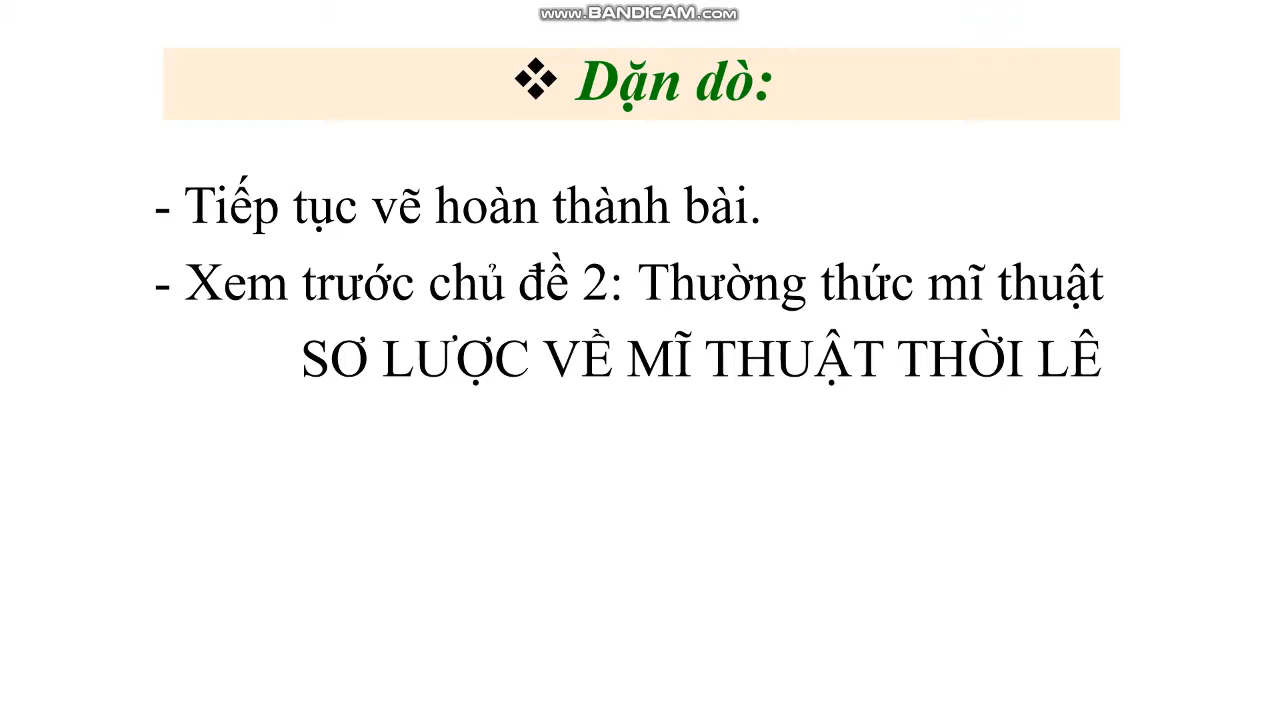 www.BANDICAM.com
❖ Dặn dò:
- Tiếp tục vẽ hoàn thành bài.
- Xem trước chủ đề 2: Thường thức mĩ thuật
SƠ LƯỢC VỀ MĨ THUẬT THỜI LÊ